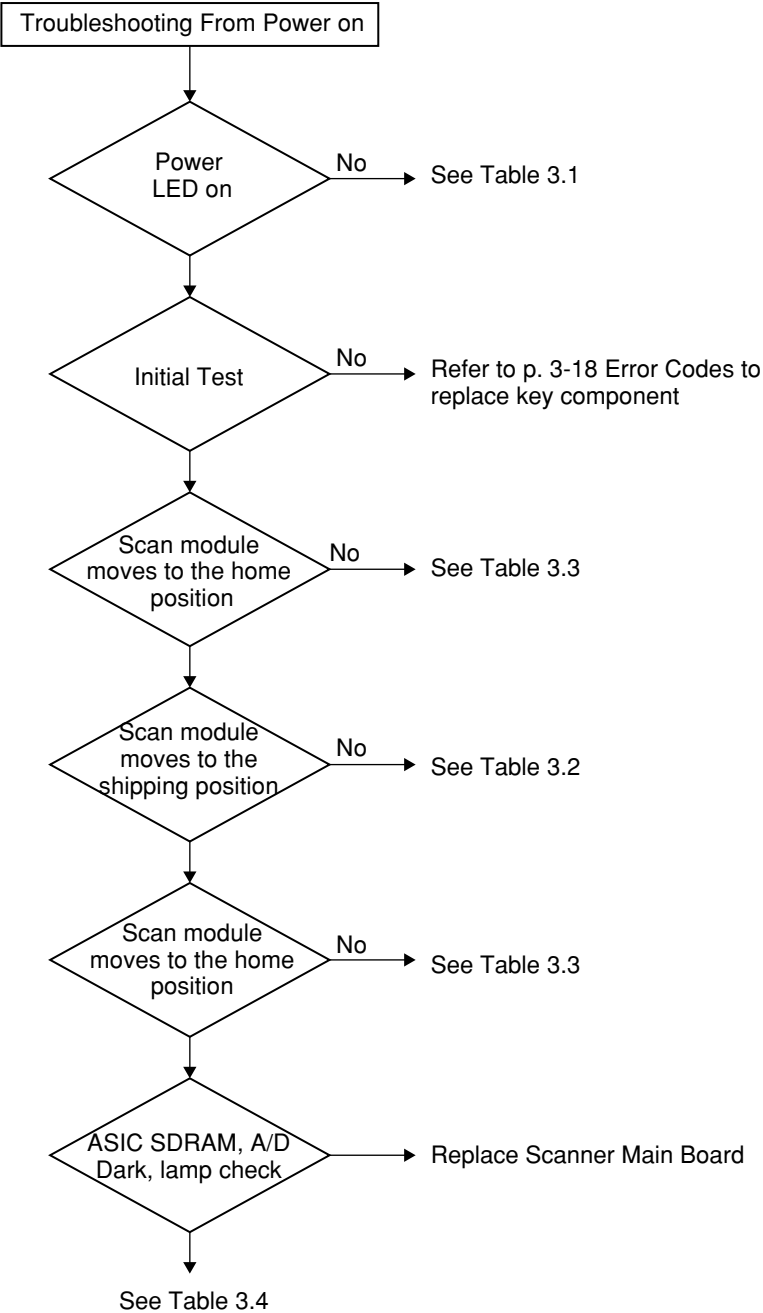 Troubleshooting From Power on
Power
LED on
No
See Table 3.1
Initial Test
No
Refer to p. 3-18 Error Codes to
replace key component
Scan module
moves to the home
position
No
See Table 3.3
Scan module
moves to the
shipping position
No
See Table 3.2
Scan module
moves to the home
position
No
See Table 3.3
ASIC SDRAM, A/D
Dark, lamp check
Replace Scanner Main Board
See Table 3.4